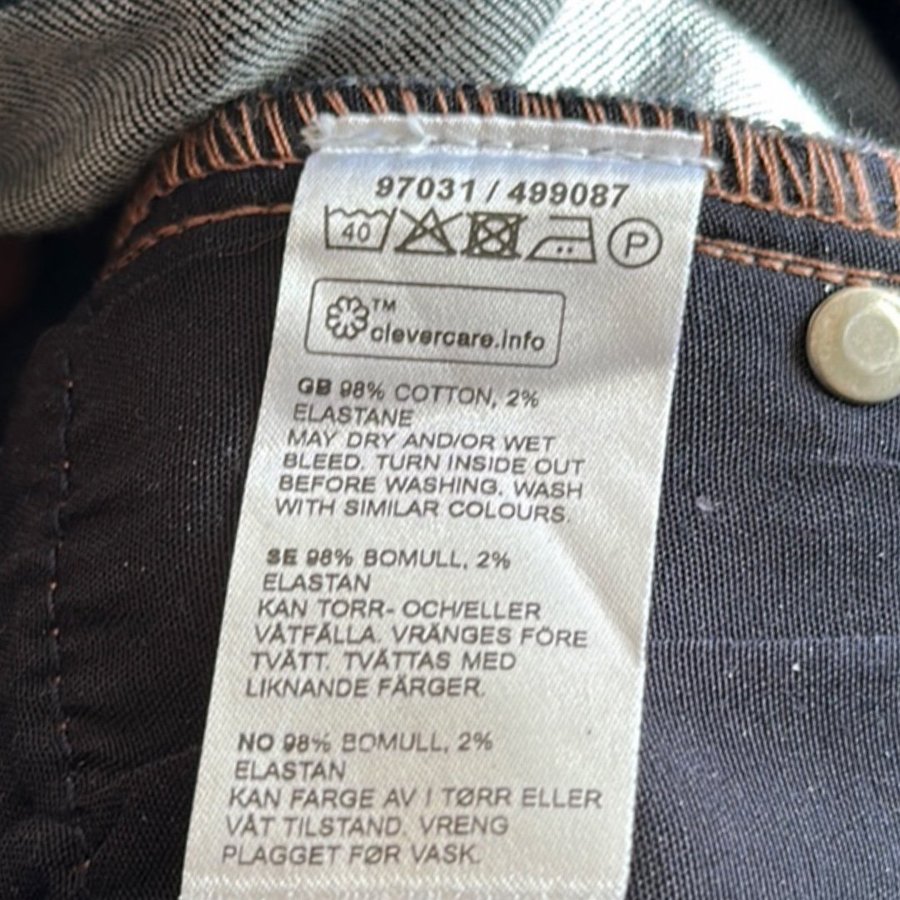 97031 / 499087
40 P
™
clevercare.info
GB 98% COTTON, 2%
ELASTANE
MAY DRY AND/OR WET
BLEED. TURN INSIDE OUT
BEFORE WASHING. WASH
WITH SIMILAR COLOURS.
SE 98% BOMULL, 2%
ELASTAN
KAN TORR- OCH/ELLER
VÅTFÄLLA. VRÄNGES FÖRE
TVÄTT. TVÄTTAS MED
LIKNANDE FÄRGER.
NO 98% BOMULL, 2%
ELASTAN
KAN FARGE AV I TØRR ELLER
VÅT TILSTAND. VRENG
PLAGGET FØR VASK.